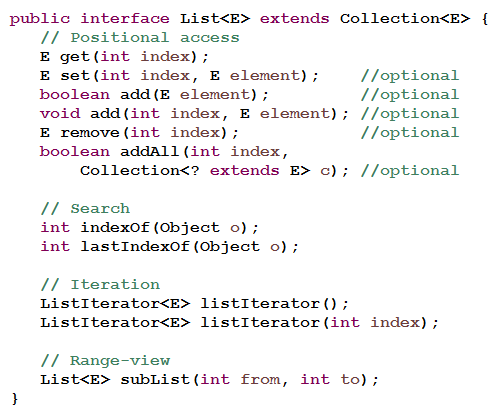 public interface List<E> extends Collection<E> {
// Positional access
E get(int index);
E set(int index, E element); //optional
boolean add(E element); //optional
void add(int index, E element); //optional
E remove(int index); //optional
boolean addAll(int index,
Collection<? extends E> c); //optional
// Search
int indexOf(Object o);
int lastIndexOf(Object o);
// Iteration
ListIterator<E> listIterator();
ListIterator<E> listIterator(int index);
// Range-view
List<E> subList(int from, int to);
}